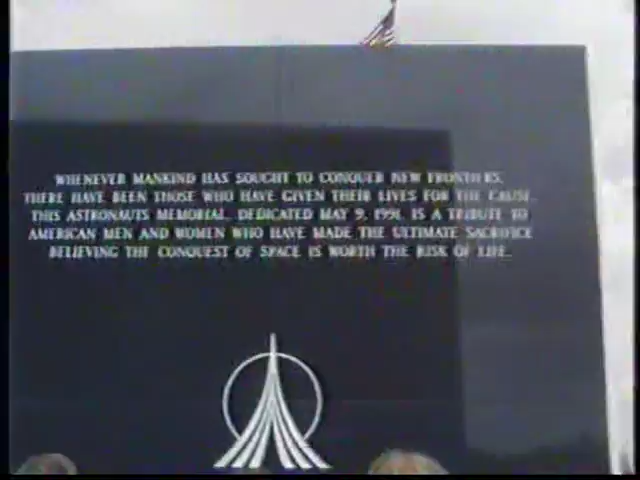 WHENEVER MANKIND HAS SOUGHT TO CONQUER NEW FRONTIERS,
THERE HAVE BEEN THOSE WHO HAVE GIVEN THEIR LIVES FOR THE CAUSE.
THIS ASTRONAUTS MEMORIAL, DEDICATED MAY 9, 1991, IS A TRIBUTE TO
AMERICAN MEN AND WOMEN WHO HAVE MADE THE ULTIMATE SACRIFICE
BELIEVING THE CONQUEST OF SPACE IS WORTH THE RISK OF LIFE.